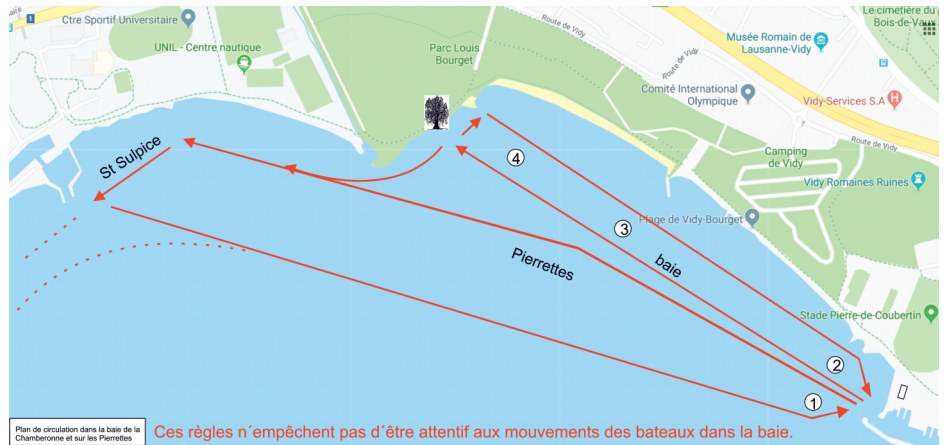 Ctre Sportif Universitaire
1
UNIL - Centre nautique
Parc Louis
Bourget
Route de Vidy
Le cimetière du
Bois-de-Vaux
Musée Romain de
Lausanne-Vidy
Route de Vidy
Comité International
Olympique
Vidy-Services S.A
H
Route de Vidy
Camping
de Vidy
Vidy Romaines Ruines
St Sulpice
4
3
Plage de Vidy-Bourget
Pierrettes
baie
Stade Pierre-de-Coubertin
2
1
Plan de circulation dans la baie de la
Chamberonne et sur les Pierrettes
Ces règles n´empêchent pas d´être attentif aux mouvements des bateaux dans la baie.